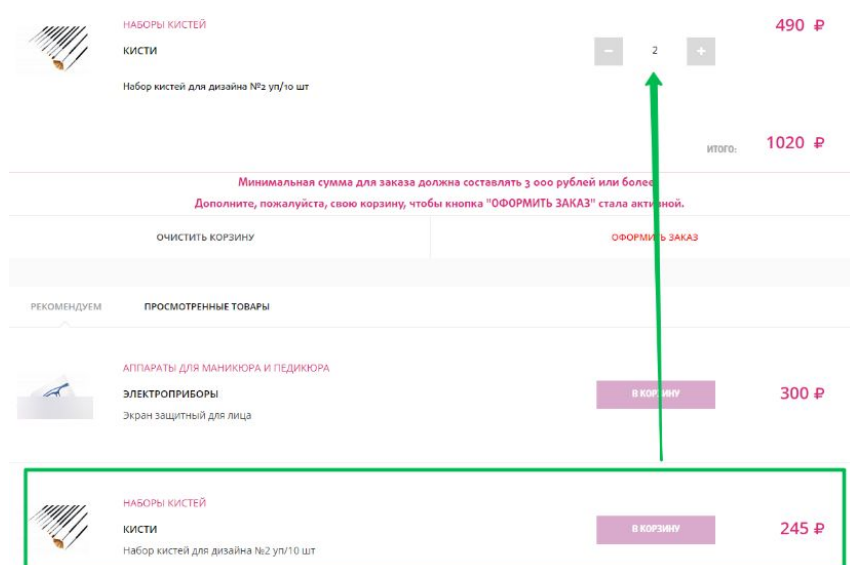 НАБОРЫ КИСТЕЙ
490 ₽
КИСТИ
− 2 +
Набор кистей для дизайна №2 уп/10 шт
ИТОГО: 1020 ₽
Минимальная сумма для заказа должна составлять 3 000 рублей или более
Дополните, пожалуйста, свою корзину, чтобы кнопка "ОФОРМИТЬ ЗАКАЗ" стала активной.
ОЧИСТИТЬ КОРЗИНУ ОФОРМИТЬ ЗАКАЗ
РЕКОМЕНДУЕМ ПРОСМОТРЕННЫЕ ТОВАРЫ
АППАРАТЫ ДЛЯ МАНИКЮРА И ПЕДИКЮРА
ЭЛЕКТРОПРИБОРЫ В КОРЗИНУ 300 ₽
Экран защитный для лица
НАБОРЫ КИСТЕЙ
КИСТИ В КОРЗИНУ 245 ₽
Набор кистей для дизайна №2 уп/10 шт